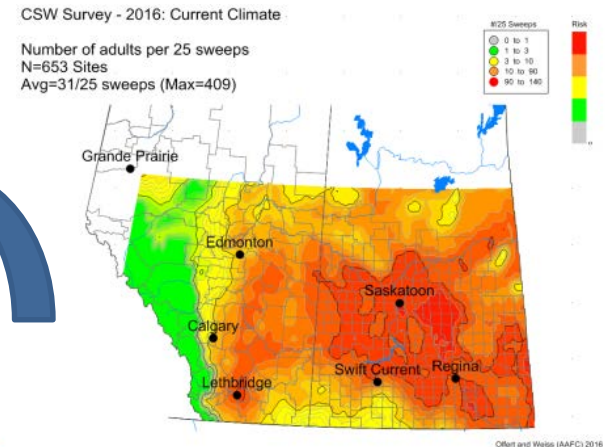 CSW Survey - 2016: Current Climate
Number of adults per 25 sweeps
N=653 Sites
Avg=31/25 sweeps (Max=409)
#/25 Sweeps
0 to 1
1 to 3
3 to 10
10 to 90
90 to 140
Risk
Grande Prairie
Edmonton
Saskatoon
Calgary
Swift Current
Regina
Lethbridge
Olfert and Weiss (AAFC) 2016